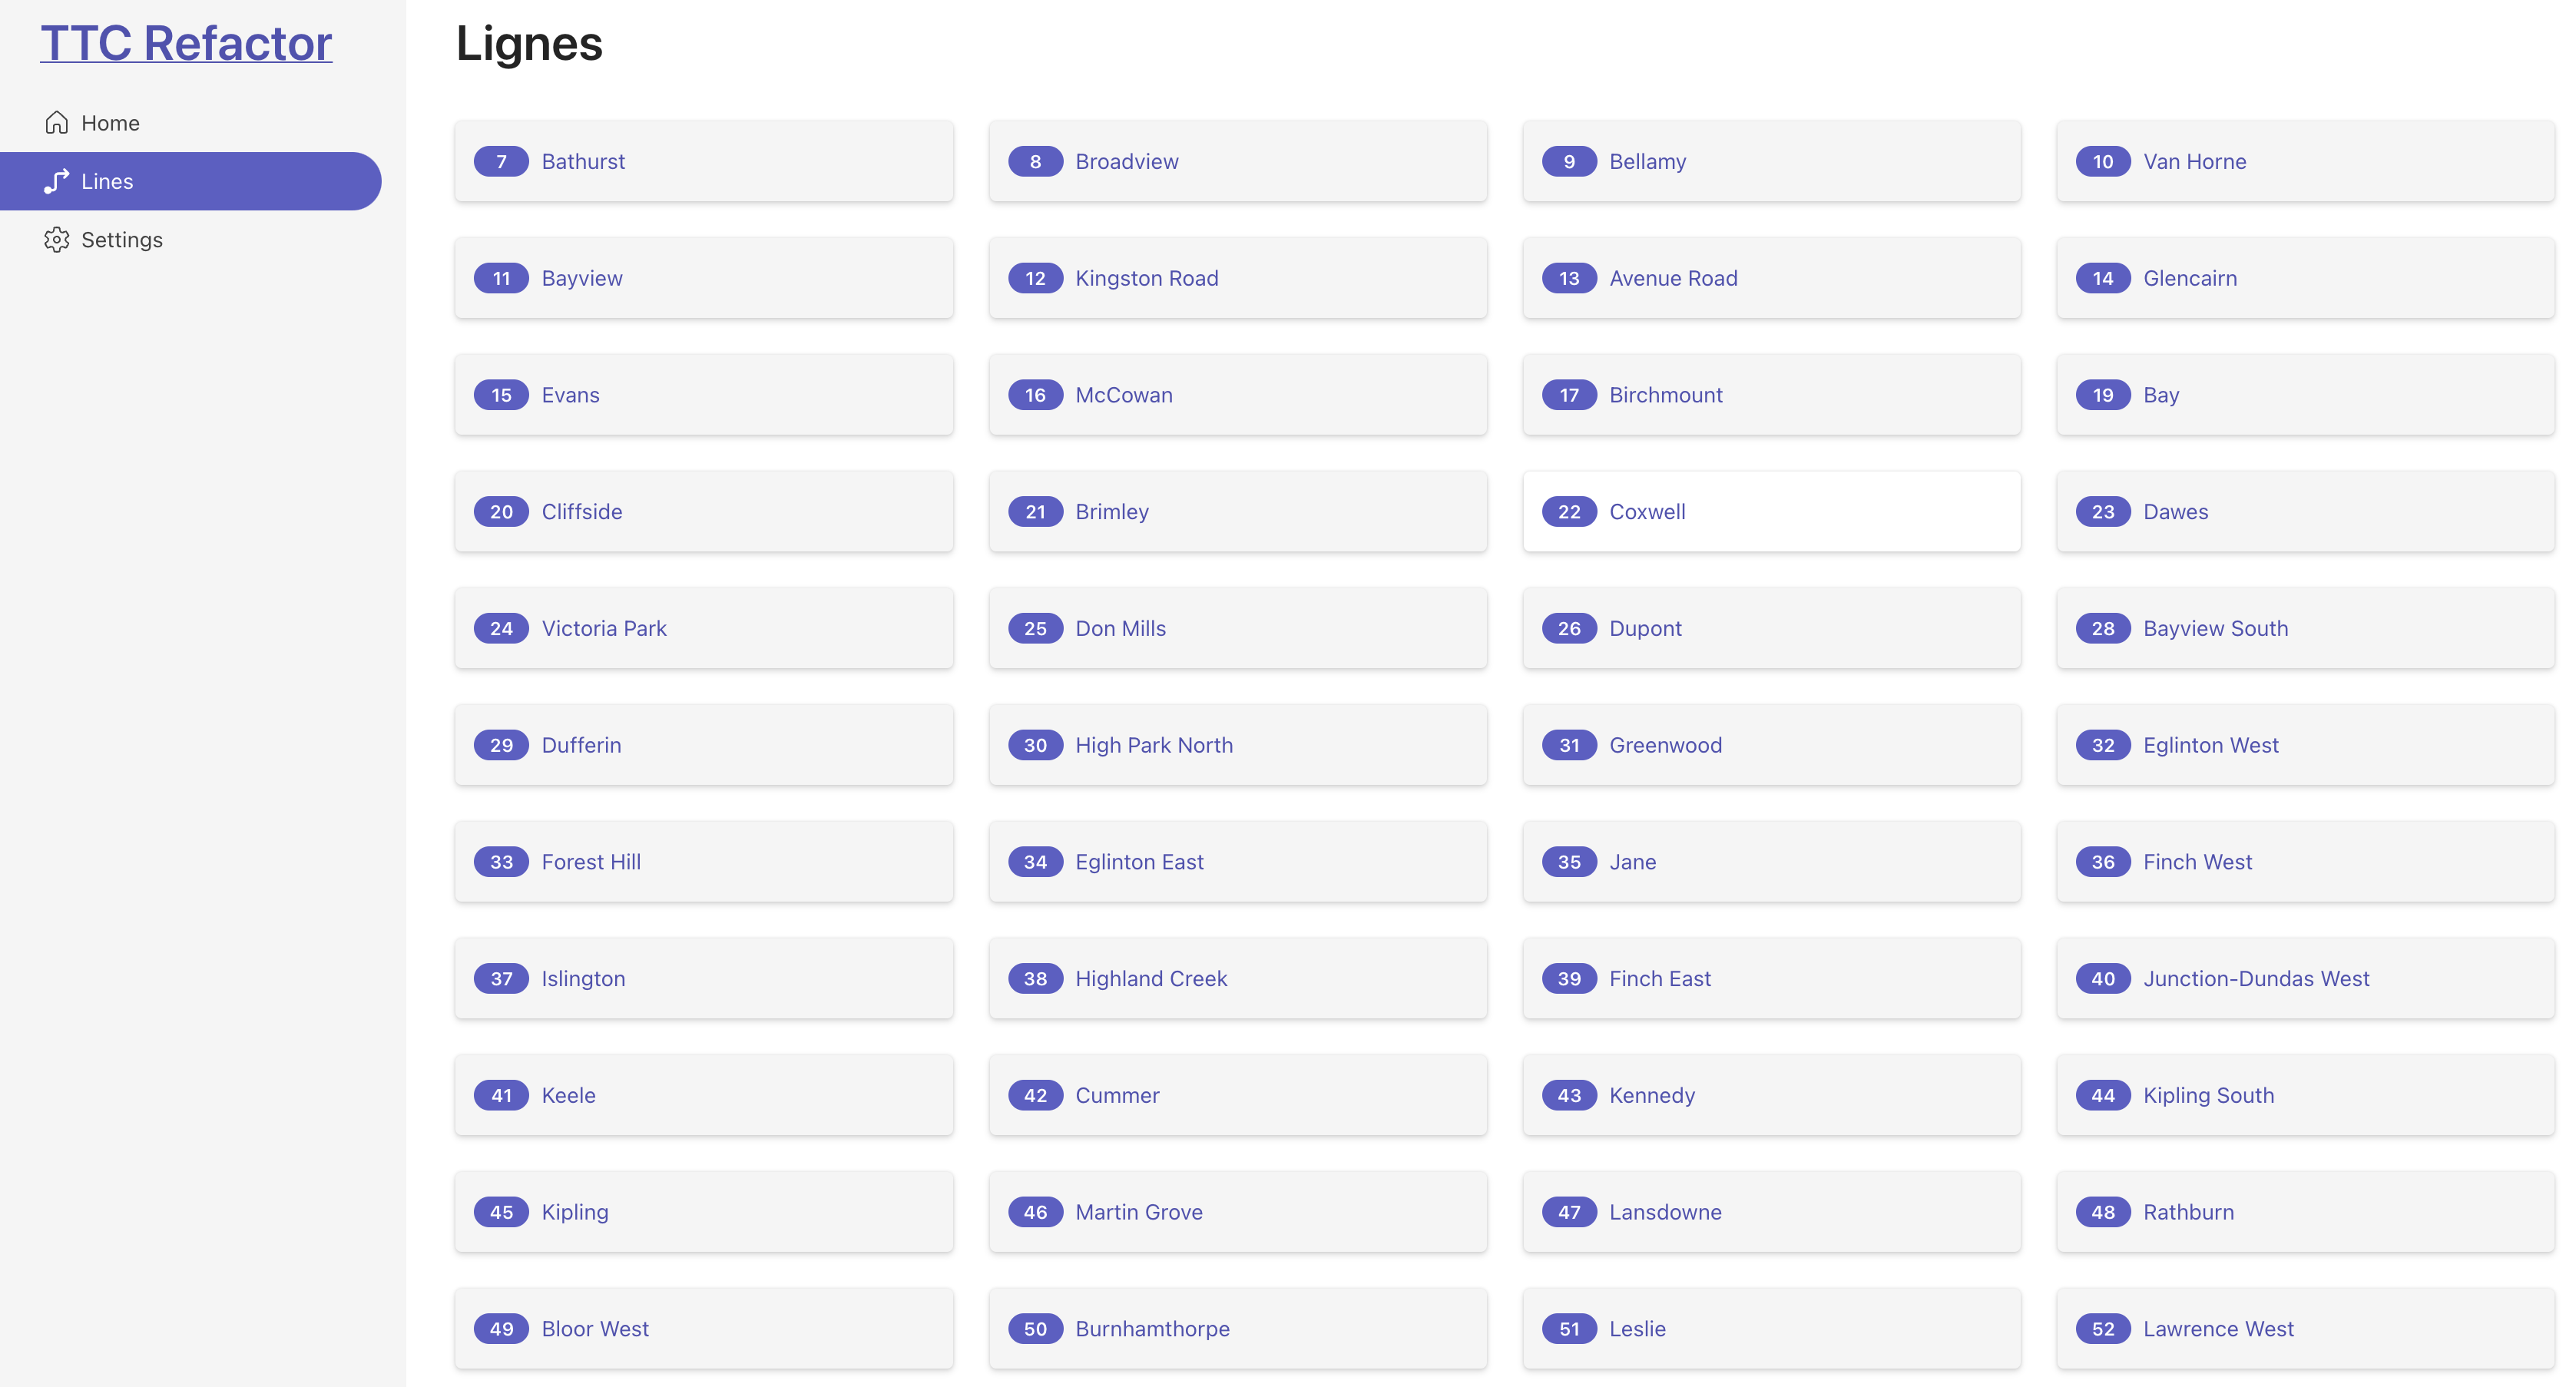 TTC Refactor
Home
Lines
Settings
Lignes
7 Bathurst
8 Broadview
9 Bellamy
10 Van Horne
11 Bayview
12 Kingston Road
13 Avenue Road
14 Glencairn
15 Evans
16 McCowan
17 Birchmount
19 Bay
20 Cliffside
21 Brimley
22 Coxwell
23 Dawes
24 Victoria Park
25 Don Mills
26 Dupont
28 Bayview South
29 Dufferin
30 High Park North
31 Greenwood
32 Eglinton West
33 Forest Hill
34 Eglinton East
35 Jane
36 Finch West
37 Islington
38 Highland Creek
39 Finch East
40 Junction-Dundas West
41 Keele
42 Cummer
43 Kennedy
44 Kipling South
45 Kipling
46 Martin Grove
47 Lansdowne
48 Rathburn
49 Bloor West
50 Burnhamthorpe
51 Leslie
52 Lawrence West